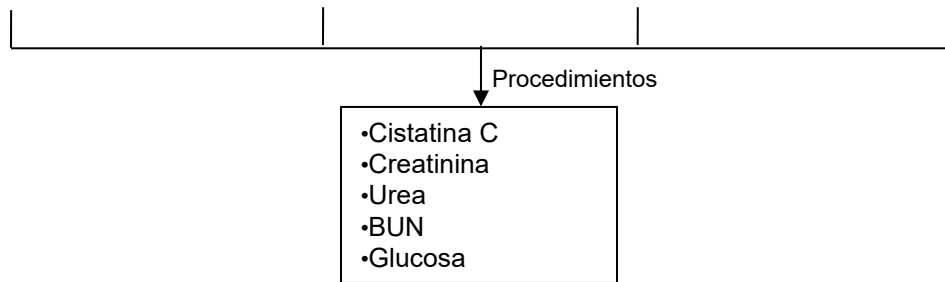 Procedimientos
•Cistatina C
•Creatinina
•Urea
•BUN
•Glucosa